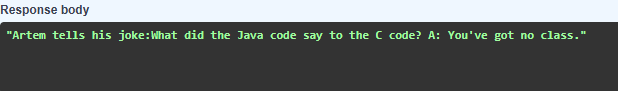 Response body
"Artem tells his joke:What did the Java code say to the C code? A: You've got no class."